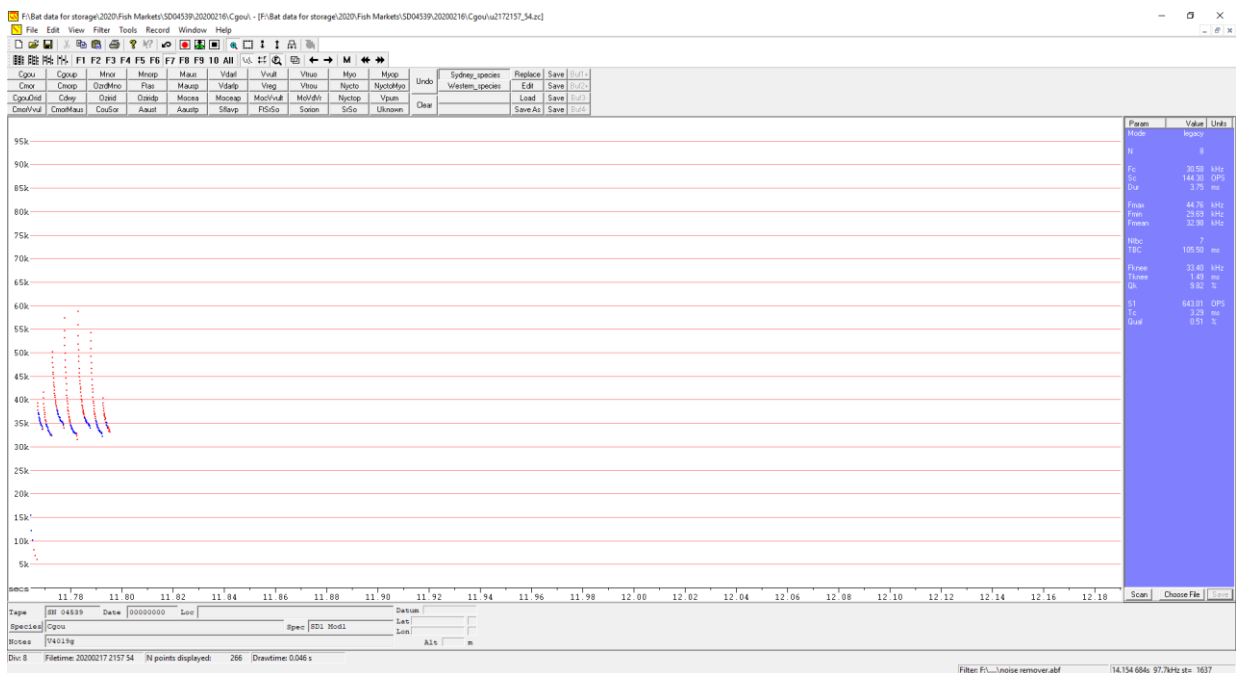 F:\Bat data for storage\2020\Fish Markets\SD04539\20200216\Cgou\ - [F:\Bat data for storage\2020\Fish Markets\SD04539\20200216\Cgou\u2172157_54.zc]
File Edit View Filter Tools Record Window Help
F1 F2 F3 F4 F5 F6 F7 F8 F9 10 All M
Cgou Cgoup Mnor Mnorp Maus Vdarl Vvult Vtruo Myo Myop Undo Sydney_species Replace Save Buf1+
Cmor Cmorp OzridMno Ftas Mausp Vdarlp Vreg Vtrou Nycto NyctoMyo Western_species Edit Save Buf2+
CgouOrid Cdwy Ozirid Oziridp Mocea Moceap MocVvult MoVdVr Nyctop Vpum Clear Load Save Buf3-
CmorVvul CmorMaus CouSor Aaust Aaustp Sflavp FtSrSo Sorion SrSo Uknown Save As Save Buf4-
Param Value Units
Mode legacy
N 8
Fc 30.58 kHz
Sc 144.30 OPS
Dur 3.75 ms
Fmax 44.76 kHz
Fmin 29.69 kHz
Fmean 32.98 kHz
Ntbc 7
TBC 105.50 ms
Fknee 33.40 kHz
Tknee 1.49 ms
Qk 9.82 %
S1 643.01 OPS
Tc 3.29 ms
Qual 0.51 %
95k
90k
85k
80k
75k
70k
65k
60k
55k
50k
45k
40k
35k
30k
25k
20k
15k
10k
5k
secs 11.78 11.80 11.82 11.84 11.86 11.88 11.90 11.92 11.94 11.96 11.98 12.00 12.02 12.04 12.06 12.08 12.10 12.12 12.14 12.16 12.18
Scan Choose File Save
Tape SN 04539 Date 00000000 Loc Datum
Species Cgou Spec SD1 Mod1 Lat
Lon
Notes V4019g Alt m
Div: 8 Filetime: 20200217 2157 54 N points displayed: 266 Drawtime: 0.046 s
Filter: F:\....\noise remover.abf 14.154 684s 97.7kHz st= 1637